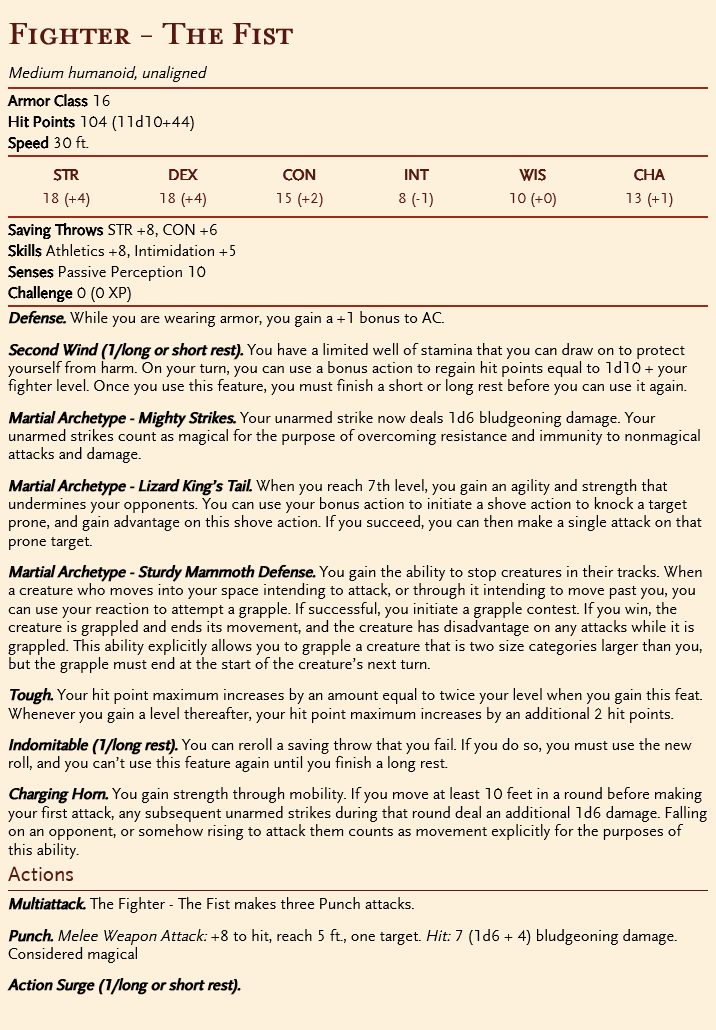 Fighter - The Fist
Medium humanoid, unaligned
Armor Class 16
Hit Points 104 (11d10+44)
Speed 30 ft.
STR DEX CON INT WIS CHA
18 (+4) 18 (+4) 15 (+2) 8 (-1) 10 (+0) 13 (+1)
Saving Throws STR +8, CON +6
Skills Athletics +8, Intimidation +5
Senses Passive Perception 10
Challenge 0 (0 XP)
Defense. While you are wearing armor, you gain a +1 bonus to AC.
Second Wind (1/long or short rest). You have a limited well of stamina that you can draw on to protect
yourself from harm. On your turn, you can use a bonus action to regain hit points equal to 1d10 + your
fighter level. Once you use this feature, you must finish a short or long rest before you can use it again.
Martial Archetype - Mighty Strikes. Your unarmed strike now deals 1d6 bludgeoning damage. Your
unarmed strikes count as magical for the purpose of overcoming resistance and immunity to nonmagical
attacks and damage.
Martial Archetype - Lizard King's Tail. When you reach 7th level, you gain an agility and strength that
undermines your opponents. You can use your bonus action to initiate a shove action to knock a target
prone, and gain advantage on this shove action. If you succeed, you can then make a single attack on that
prone target.
Martial Archetype - Sturdy Mammoth Defense. You gain the ability to stop creatures in their tracks. When
a creature who moves into your space intending to attack, or through it intending to move past you, you
can use your reaction to attempt a grapple. If successful, you initiate a grapple contest. If you win, the
creature is grappled and ends its movement, and the creature has disadvantage on any attacks while it is
grappled. This ability explicitly allows you to grapple a creature that is two size categories larger than you,
but the grapple must end at the start of the creature's next turn.
Tough. Your hit point maximum increases by an amount equal to twice your level when you gain this feat.
Whenever you gain a level thereafter, your hit point maximum increases by an additional 2 hit points.
Indomitable (1/long rest). You can reroll a saving throw that you fail. If you do so, you must use the new
roll, and you can't use this feature again until you finish a long rest.
Charging Horn. You gain strength through mobility. If you move at least 10 feet in a round before making
your first attack, any subsequent unarmed strikes during that round deal an additional 1d6 damage. Falling
on an opponent, or somehow rising to attack them counts as movement explicitly for the purposes of
this ability.
Actions
Multiattack. The Fighter - The Fist makes three Punch attacks.
Punch. Melee Weapon Attack: +8 to hit, reach 5 ft., one target. Hit: 7 (1d6 + 4) bludgeoning damage.
Considered magical
Action Surge (1/long or short rest).